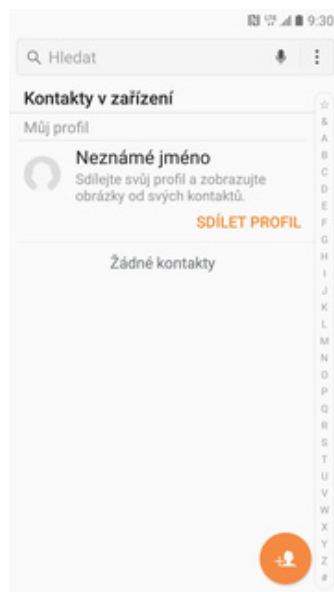 9:30
Hledat
Kontakty v zařízení
Můj profil
Neznámé jméno
Sdílejte svůj profil a zobrazujte
obrázky od svých kontaktů.
SDÍLET PROFIL
Žádné kontakty
&
A
B
C
D
E
F
G
H
I
J
K
L
M
N
O
P
Q
R
S
T
U
V
W
X
Y
Z
#